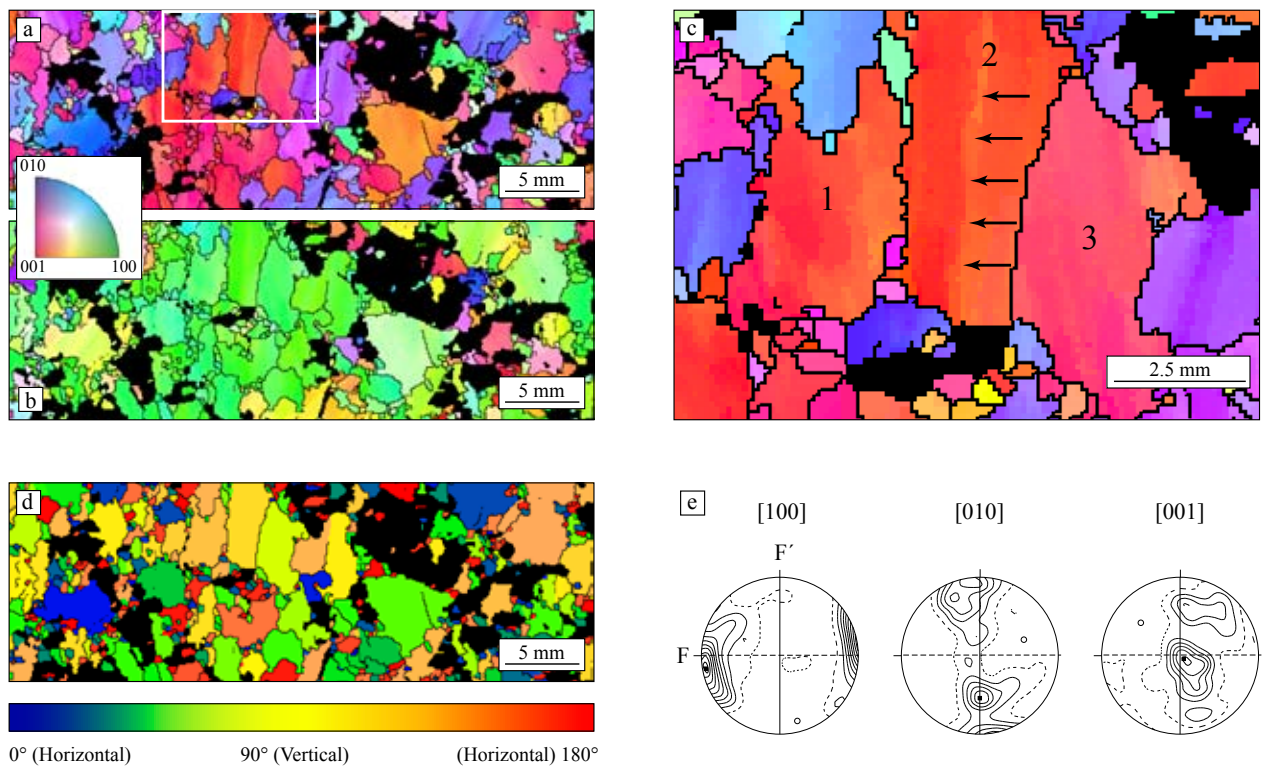 a
5 mm
010
001 100
b
5 mm
c
1
2
3
2.5 mm
d
5 mm
0° (Horizontal) 90° (Vertical) (Horizontal) 180°
e
[100] [010] [001]
F´
F